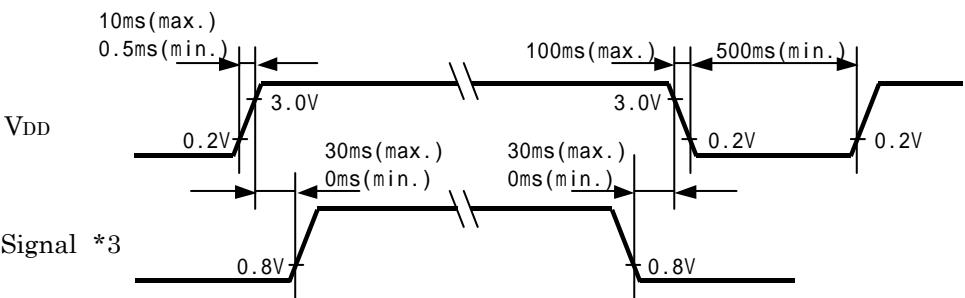 10ms(max.)
0.5ms(min.)
100ms(max.)
500ms(min.)
3.0V
3.0V
VDD
0.2V
0.2V
0.2V
30ms(max.)
0ms(min.)
30ms(max.)
0ms(min.)
Signal *3
0.8V
0.8V